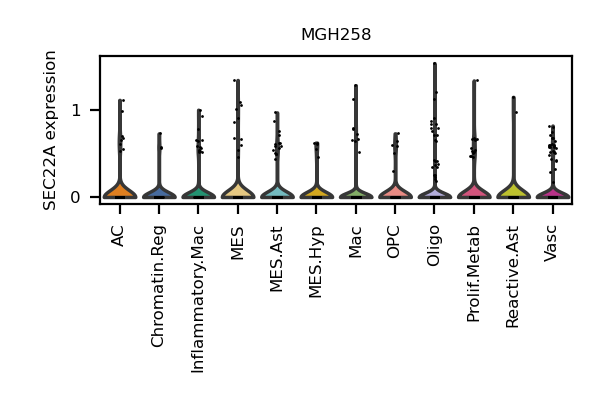 MGH258
SEC22A expression
1
0
AC
Chromatin.Reg
Inflammatory.Mac
MES
MES.Ast
MES.Hyp
Mac
OPC
Oligo
Prolif.Metab
Reactive.Ast
Vasc